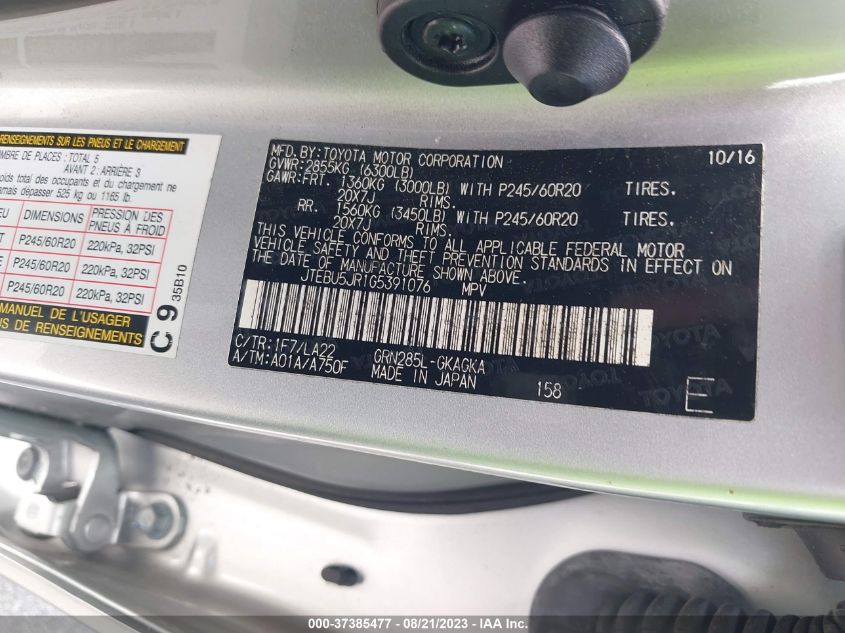 RENSEIGNEMENTS SUR LES PNEUS ET LE CHARGEMENT
MBRE DE PLACES : TOTAL 5
AVANT 2 : ARRIÈRE 3
oids total des occupants et du chargement ne
amais dépasser 525 kg ou 1165 lb.
EU DIMENSIONS PRESSION DES PNEUS À FROID
T P245/60R20 220kPa, 32PSI
E P245/60R20 220kPa, 32PSI
P245/60R20 220kPa, 32PSI
MANUEL DE L'USAGER
US DE RENSEIGNEMENTS
C 9 35B10
MFD. BY: TOYOTA MOTOR CORPORATION 10/16
GVWR: 2855KG (6300LB)
GAWR: FRT. 1360KG (3000LB) WITH P245/60R20 TIRES.
20X7J RIMS.
RR. 1560KG (3450LB) WITH P245/60R20 TIRES.
20X7J RIMS.
THIS VEHICLE CONFORMS TO ALL APPLICABLE FEDERAL MOTOR
VEHICLE SAFETY AND THEFT PREVENTION STANDARDS IN EFFECT ON
THE DATE OF MANUFACTURE SHOWN ABOVE.
JTEBU5JR1G5391076 MPV
C/TR: 1F7/LA22 GRN285L-GKAGKA
A/TM: A01A/A750F MADE IN JAPAN 158 E
TOYOTA
000-37385477 - 08/21/2023 - IAA Inc.